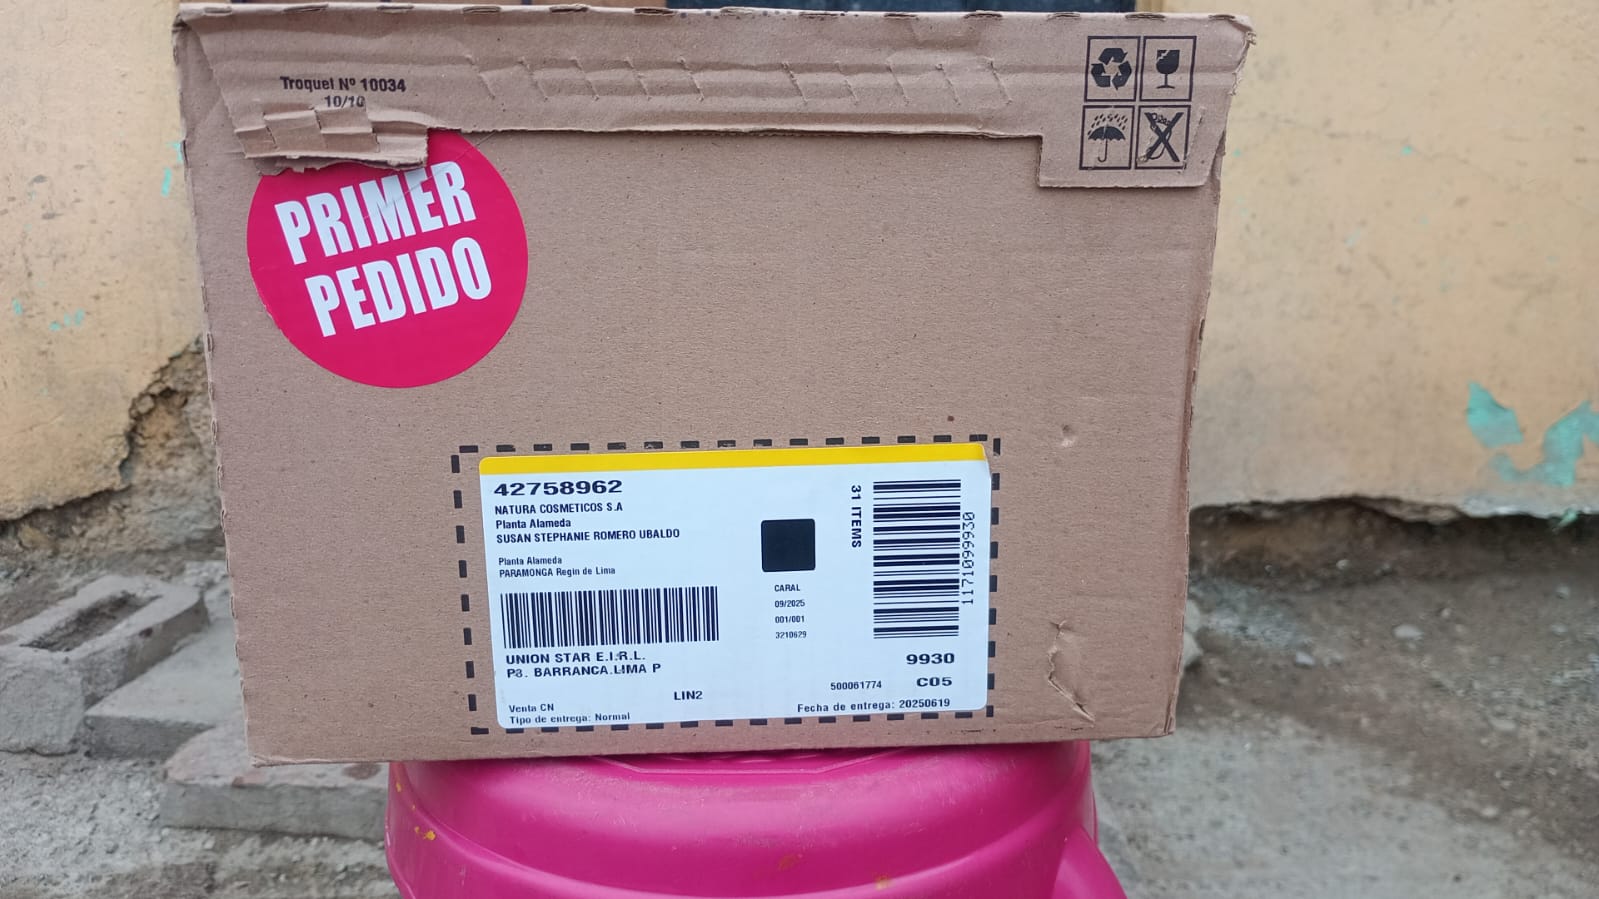 Troquel Nº 10034
10/10
PRIMER
PEDIDO
42758962
NATURA COSMETICOS S.A
Planta Alameda
SUSAN STEPHANIE ROMERO UBALDO
Planta Alameda
PARAMONGA Regin de Lima
UNION STAR E.I.R.L.
P3. BARRANCA.LIMA P
LIN2
Venta CN
Tipo de entrega: Normal
CARAL
09/2025
001/001
3210629
31 ITEMS
1171099930
9930
500061774 C05
Fecha de entrega: 20250619